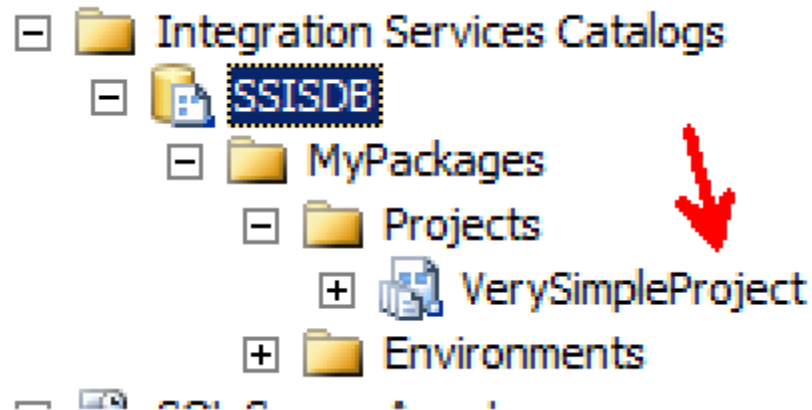 Integration Services Catalogs
SSISDB
MyPackages
Projects
VerySimpleProject
Environments